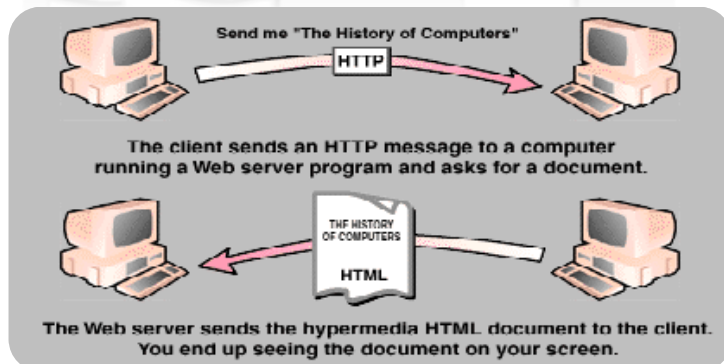 Send me "The History of Computers"
HTTP
The client sends an HTTP message to a computer
running a Web server program and asks for a document.
THE HISTORY
OF COMPUTERS
HTML
The Web server sends the hypermedia HTML document to the client.
You end up seeing the document on your screen.